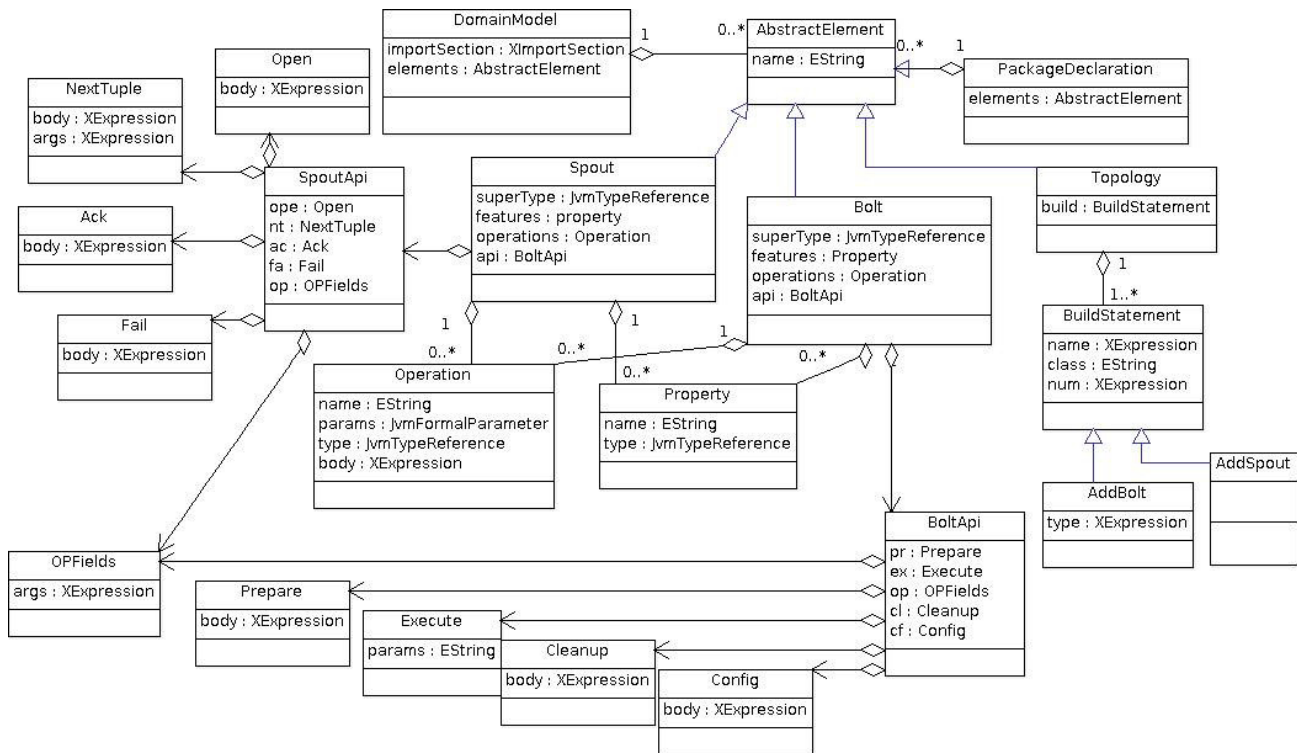 DomainModel
importSection : XImportSection
elements : AbstractElement
1
0..*
AbstractElement
name : EString
0..*
1
PackageDeclaration
elements : AbstractElement
Open
body : XExpression
NextTuple
body : XExpression
args : XExpression
SpoutApi
ope : Open
nt : NextTuple
ac : Ack
fa : Fail
op : OPFields
Ack
body : XExpression
Fail
body : XExpression
Spout
superType : JvmTypeReference
features : property
operations : Operation
api : BoltApi
Bolt
superType : JvmTypeReference
features : Property
operations : Operation
api : BoltApi
Topology
build : BuildStatement
1
1..*
BuildStatement
name : XExpression
class : EString
num : XExpression
1
0..*
1
0..*
1
0..*
0..*
Operation
name : EString
params : JvmFormalParameter
type : JvmTypeReference
body : XExpression
Property
name : EString
type : JvmTypeReference
AddBolt
type : XExpression
AddSpout
BoltApi
pr : Prepare
ex : Execute
op : OPFields
cl : Cleanup
cf : Config
OPFields
args : XExpression
Prepare
body : XExpression
Execute
params : EString
Cleanup
body : XExpression
Config
body : XExpression